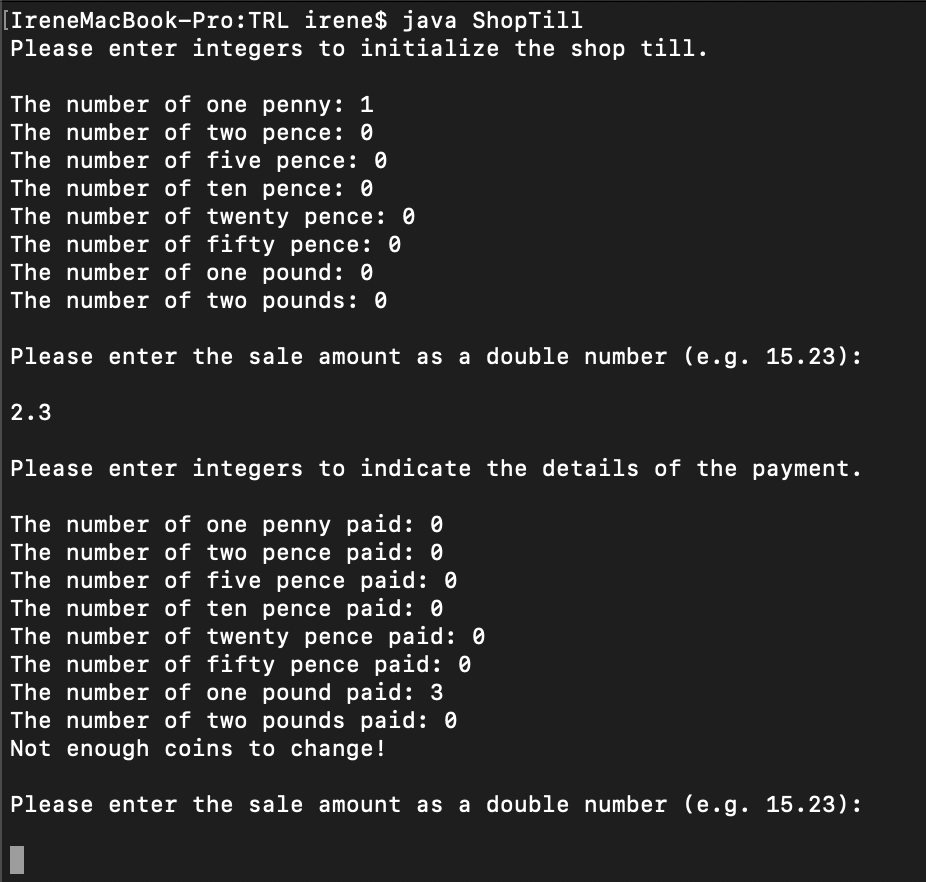 [IreneMacBook-Pro:TRL irene$ java ShopTill
Please enter integers to initialize the shop till.
The number of one penny: 1
The number of two pence: 0
The number of five pence: 0
The number of ten pence: 0
The number of twenty pence: 0
The number of fifty pence: 0
The number of one pound: 0
The number of two pounds: 0
Please enter the sale amount as a double number (e.g. 15.23):
2.3
Please enter integers to indicate the details of the payment.
The number of one penny paid: 0
The number of two pence paid: 0
The number of five pence paid: 0
The number of ten pence paid: 0
The number of twenty pence paid: 0
The number of fifty pence paid: 0
The number of one pound paid: 3
The number of two pounds paid: 0
Not enough coins to change!
Please enter the sale amount as a double number (e.g. 15.23):